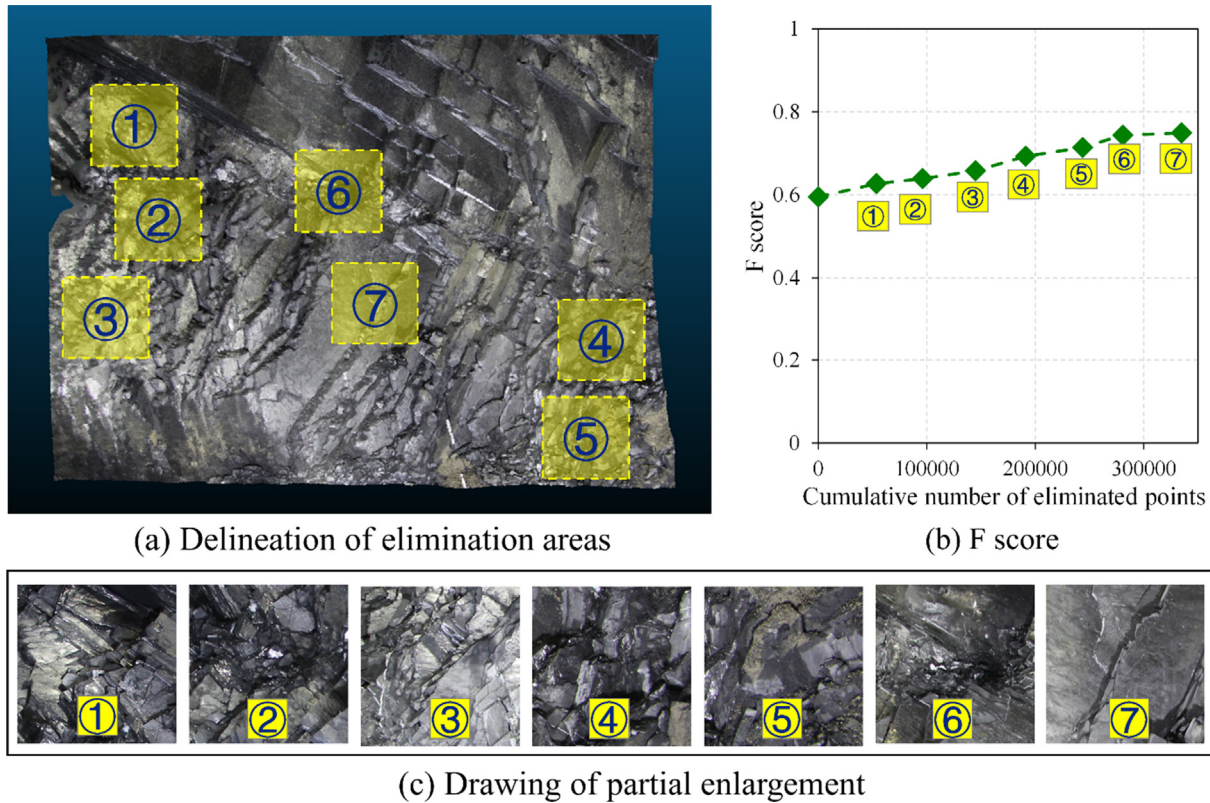 ①
②
③
⑥
⑦
④
⑤
(a) Delineation of elimination areas
1
0.8
0.6
0.4
0.2
0
F score
① ② ③ ④ ⑤ ⑥ ⑦
0 100000 200000 300000
Cumulative number of eliminated points
(b) F score
① ② ③ ④ ⑤ ⑥ ⑦
(c) Drawing of partial enlargement